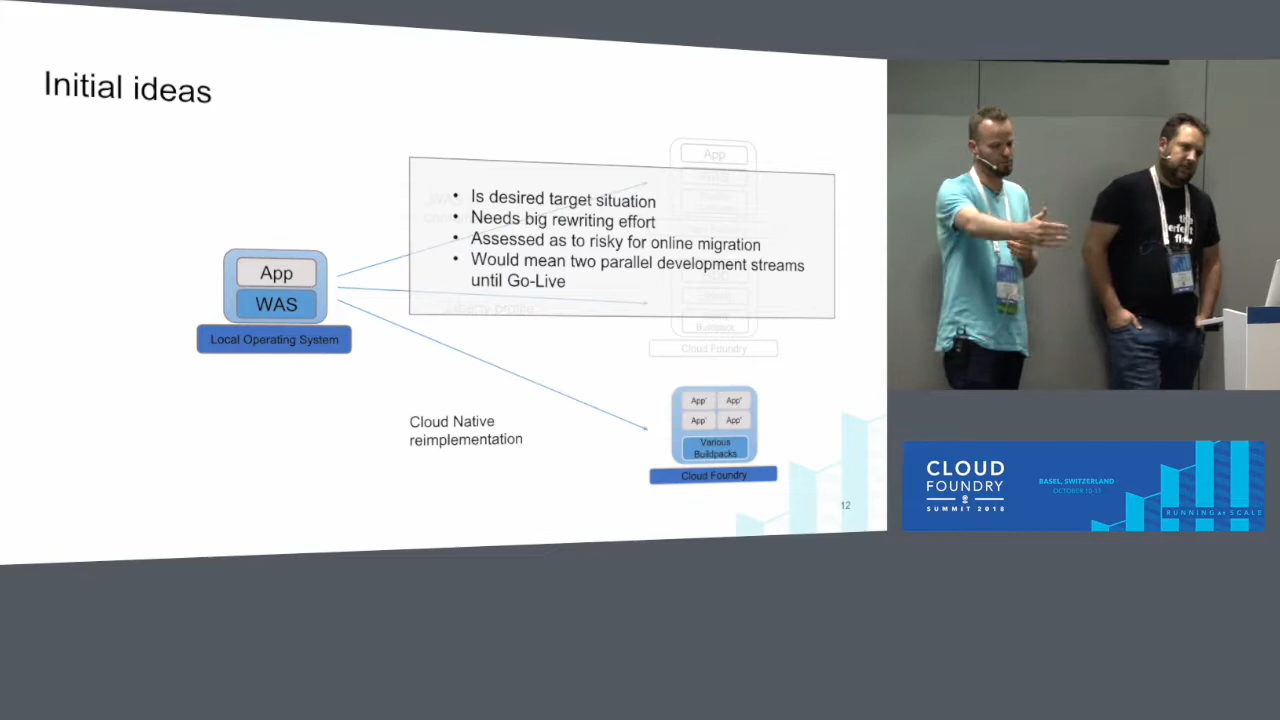 Initial ideas
App
• Is desired target situation
• Needs big rewriting effort
• Assessed as to risky for online migration
• Would mean two parallel development streams
until Go-Live
App
WAS
Local Operating System
Liberty profile
Buildpack
Cloud Foundry
Cloud Native
reimplementation
App' App'
App' App'
Various
Buildpacks
Cloud Foundry
12
CLOUD
FOUNDRY
SUMMIT 2018
BASEL, SWITZERLAND
OCTOBER 10-11
RUNNING AT SCALE